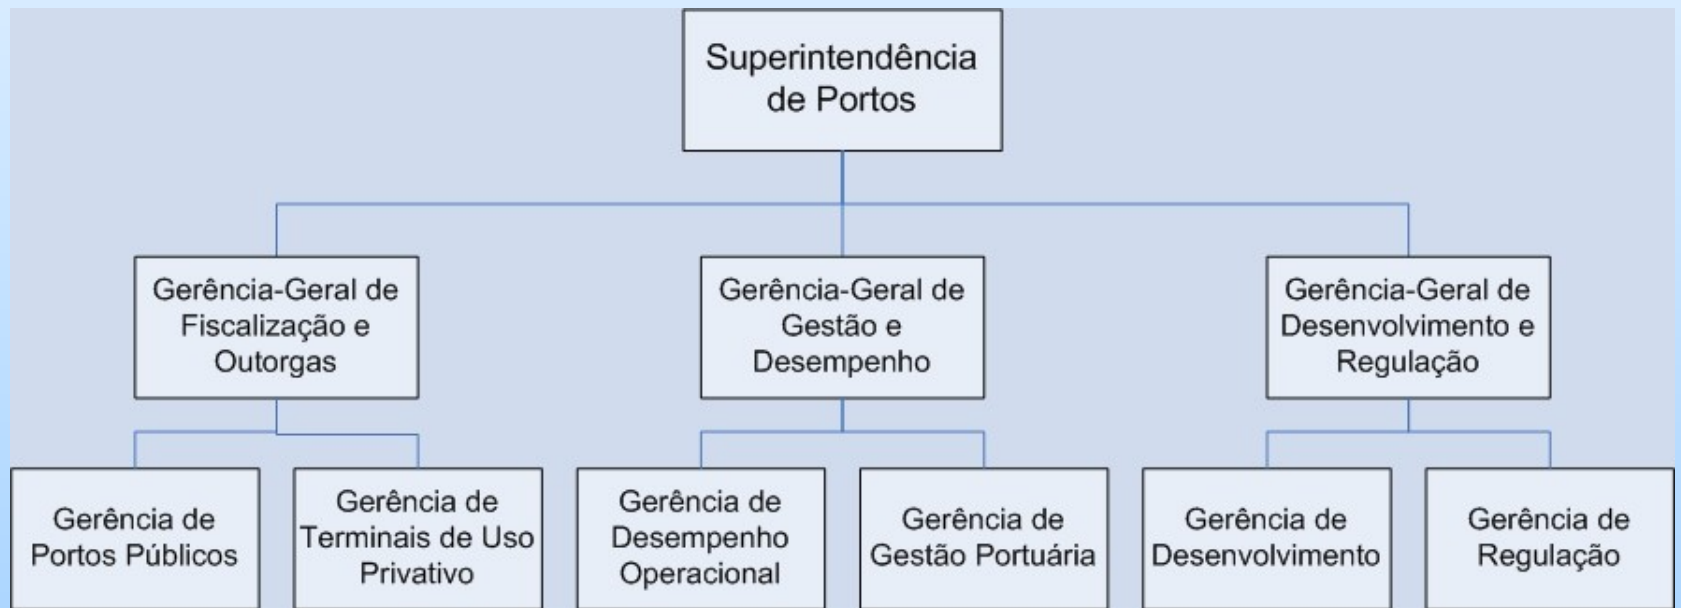 Superintendência
de Portos
Gerência-Geral de
Fiscalização e
Outorgas
Gerência-Geral de
Gestão e
Desempenho
Gerência-Geral de
Desenvolvimento e
Regulação
Gerência de
Portos Públicos
Gerência de
Terminais de Uso
Privativo
Gerência de
Desempenho
Operacional
Gerência de
Gestão Portuária
Gerência de
Desenvolvimento
Gerência de
Regulação